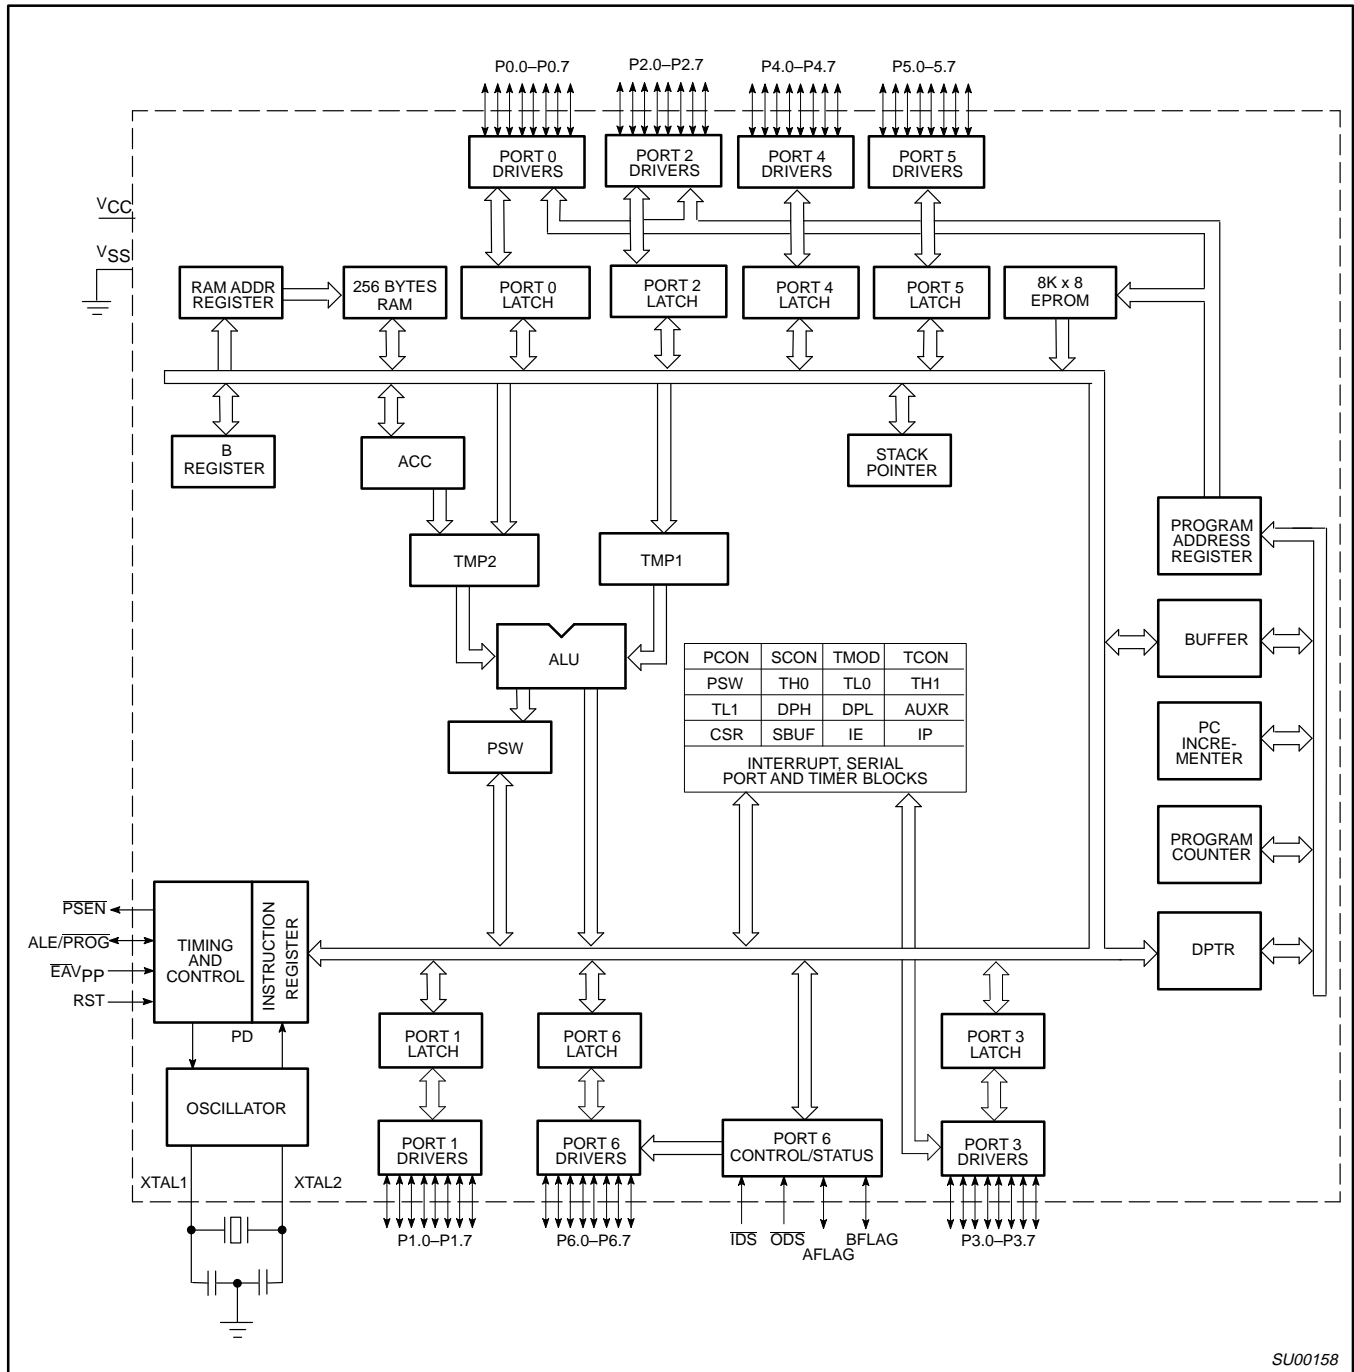 P0.0–P0.7
P2.0–P2.7
P4.0–P4.7
P5.0–5.7
PORT 0
DRIVERS
PORT 2
DRIVERS
PORT 4
DRIVERS
PORT 5
DRIVERS
VCC
VSS
RAM ADDR
REGISTER
256 BYTES
RAM
PORT 0
LATCH
PORT 2
LATCH
PORT 4
LATCH
PORT 5
LATCH
8K x 8
EPROM
B
REGISTER
ACC
STACK
POINTER
TMP2
TMP1
PROGRAM
ADDRESS
REGISTER
ALU
BUFFER
PCON SCON TMOD TCON
PSW TH0 TL0 TH1
TL1 DPH DPL AUXR
CSR SBUF IE IP
INTERRUPT, SERIAL
PORT AND TIMER BLOCKS
PSW
PC
INCRE-
MENTER
PROGRAM
COUNTER
DPTR
PSEN
ALE/PROG
EAVPP
RST
TIMING
AND
CONTROL
INSTRUCTION
REGISTER
PD
OSCILLATOR
PORT 1
LATCH
PORT 6
LATCH
PORT 3
LATCH
PORT 1
DRIVERS
PORT 6
DRIVERS
PORT 6
CONTROL/STATUS
PORT 3
DRIVERS
XTAL1
XTAL2
P1.0–P1.7
P6.0–P6.7
IDS
ODS
AFLAG
BFLAG
P3.0–P3.7
SU00158